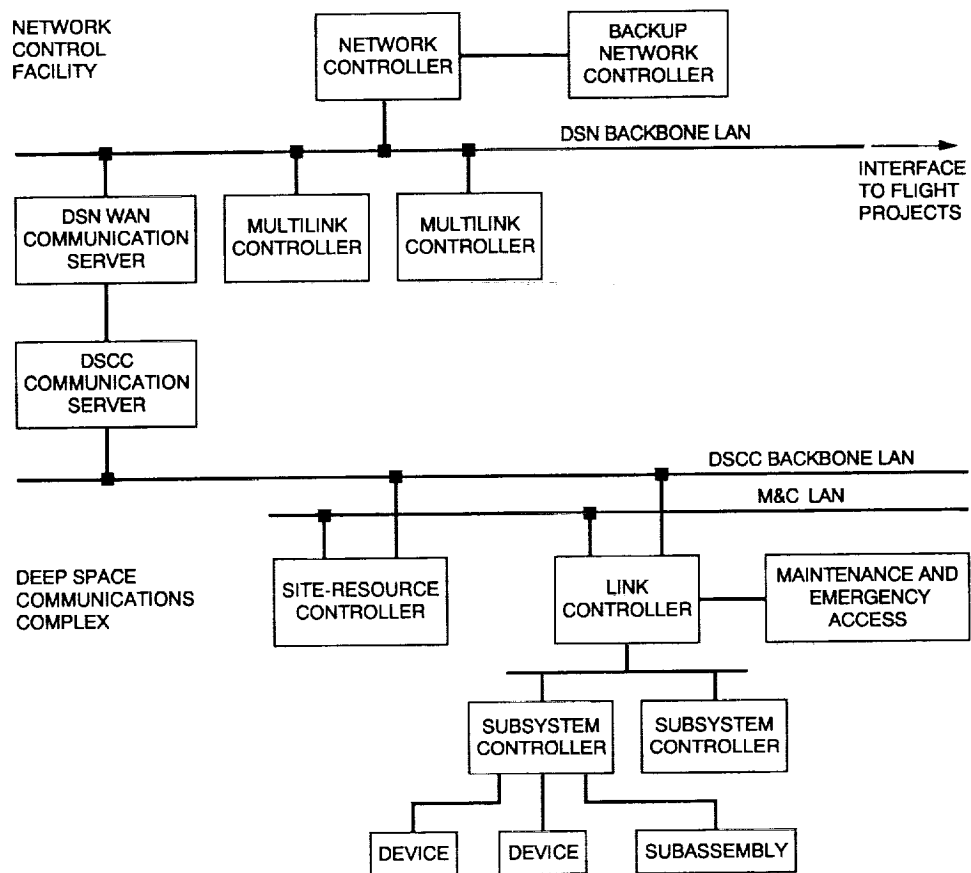 NETWORK
CONTROL
FACILITY
NETWORK
CONTROLLER
BACKUP
NETWORK
CONTROLLER
DSN BACKBONE LAN
INTERFACE
TO FLIGHT
PROJECTS
DSN WAN
COMMUNICATION
SERVER
MULTILINK
CONTROLLER
MULTILINK
CONTROLLER
DSCC
COMMUNICATION
SERVER
DSCC BACKBONE LAN
M&C LAN
DEEP SPACE
COMMUNICATIONS
COMPLEX
SITE-RESOURCE
CONTROLLER
LINK
CONTROLLER
MAINTENANCE AND
EMERGENCY
ACCESS
SUBSYSTEM
CONTROLLER
SUBSYSTEM
CONTROLLER
DEVICE
DEVICE
SUBASSEMBLY